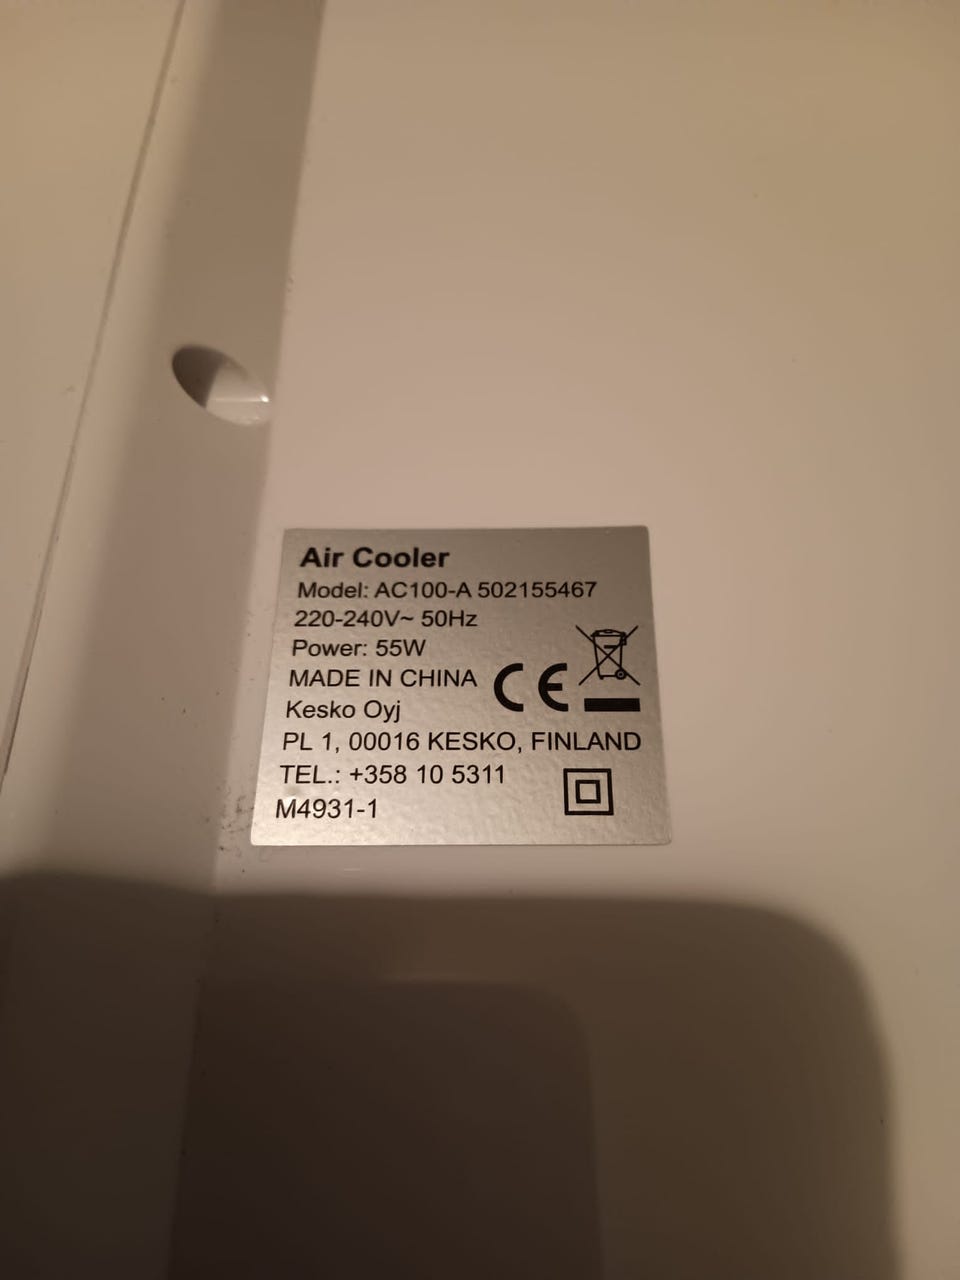 Air Cooler
Model: AC100-A 502155467
220-240V~ 50Hz
Power: 55W
MADE IN CHINA
CE
Kesko Oyj
PL 1, 00016 KESKO, FINLAND
TEL.: +358 10 5311
M4931-1